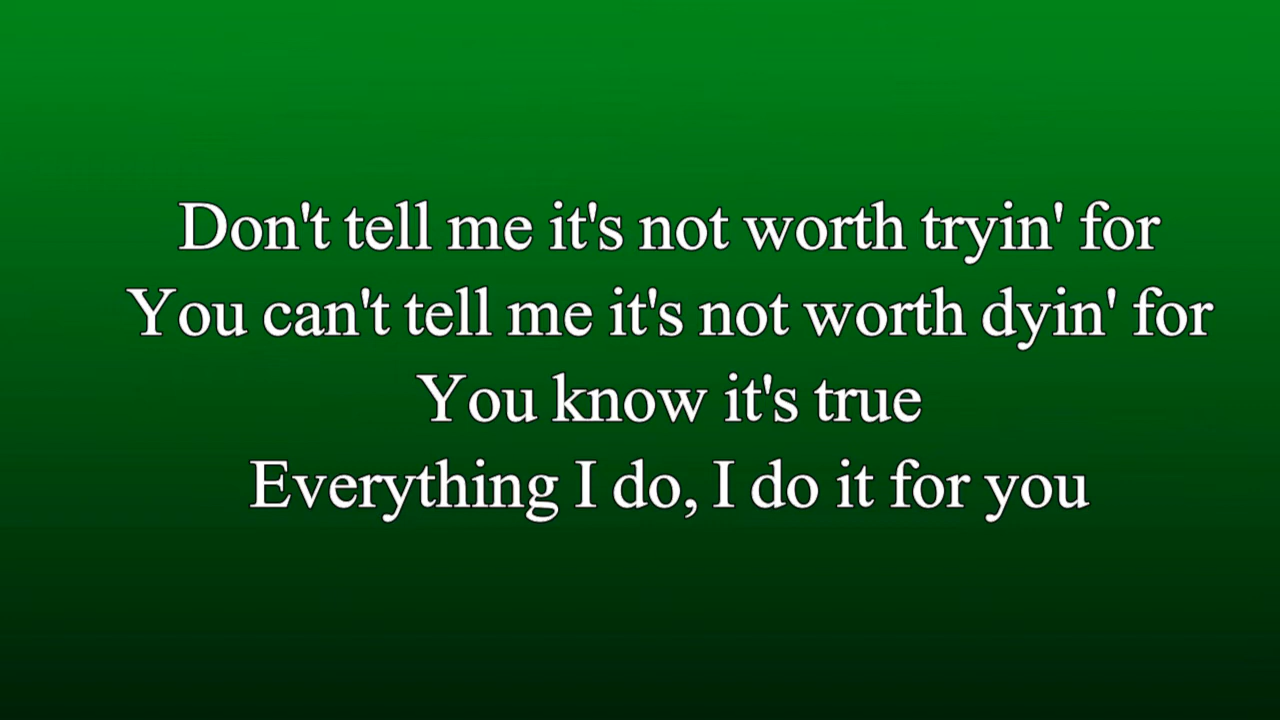 Don't tell me it's not worth tryin' for
You can't tell me it's not worth dyin' for
You know it's true
Everything I do, I do it for you